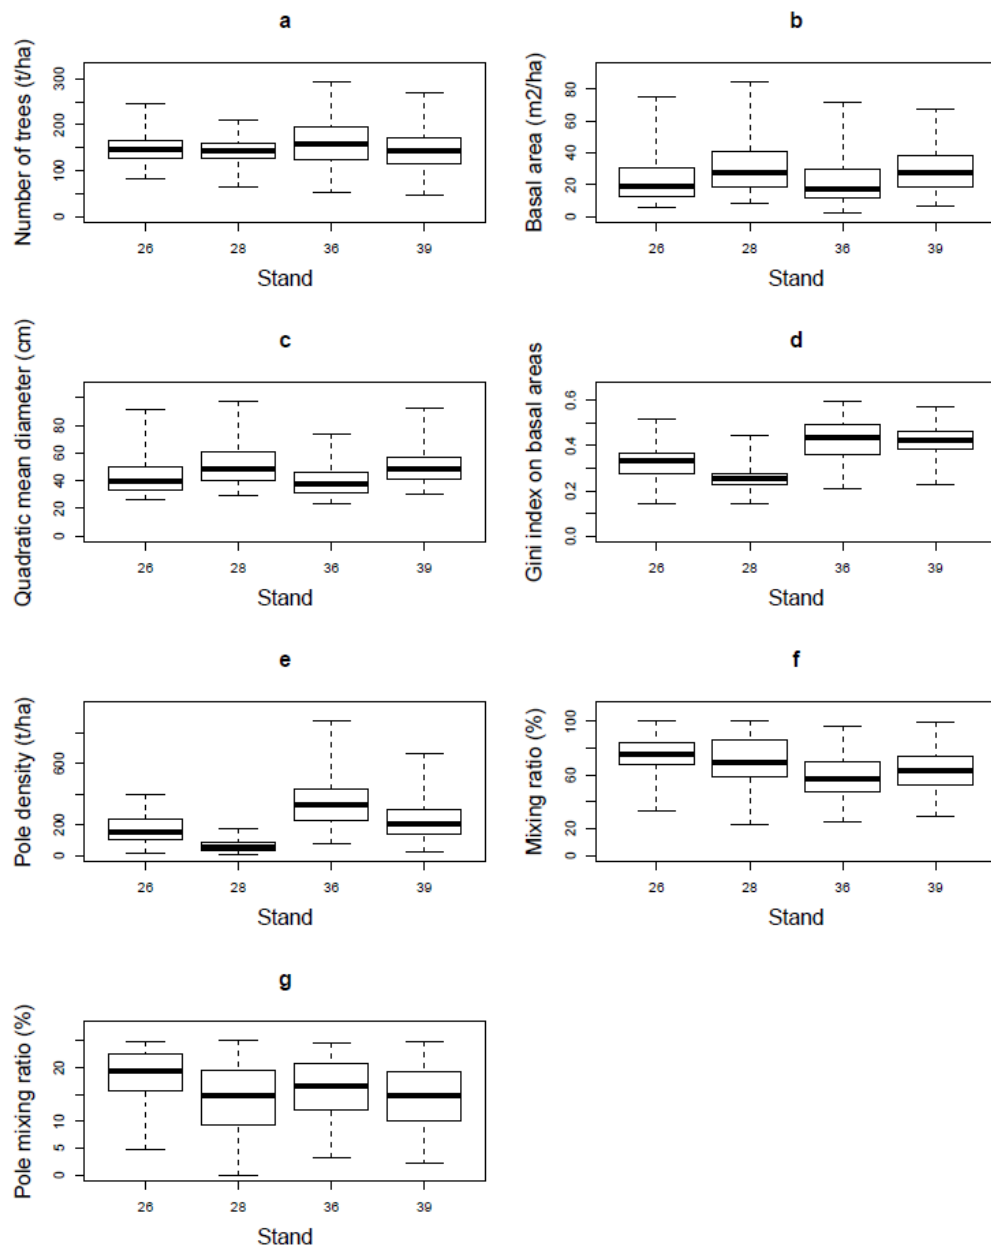 a
Number of trees (t/ha)
0 100 200 300
26 28 36 39
Stand
b
Basal area (m2/ha)
0 20 40 60 80
26 28 36 39
Stand
c
Quadratic mean diameter (cm)
0 20 40 60 80
26 28 36 39
Stand
d
Gini index on basal areas
0.0 0.2 0.4 0.6
26 28 36 39
Stand
e
Pole density (t/ha)
0 200 600
26 28 36 39
Stand
f
Mixing ratio (%)
0 20 60 100
26 28 36 39
Stand
g
Pole mixing ratio (%)
0 5 10 20
26 28 36 39
Stand